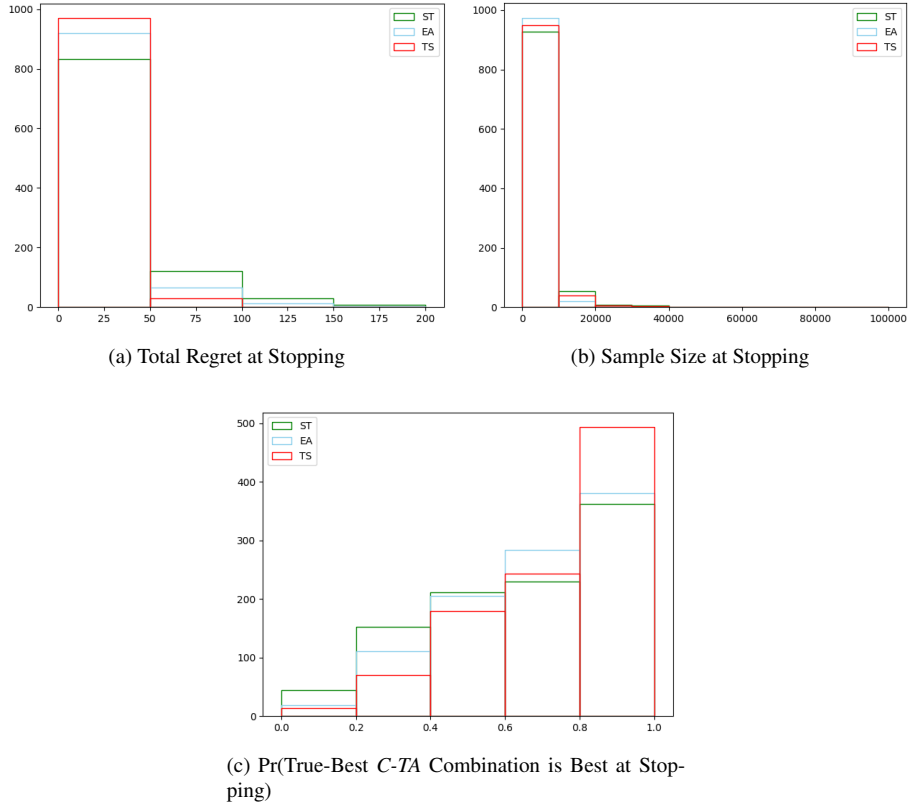 1000
800
600
400
200
0
ST
EA
TS
0 25 50 75 100 125 150 175 200
(a) Total Regret at Stopping
1000
800
600
400
200
0
ST
EA
TS
0 20000 40000 60000 80000 100000
(b) Sample Size at Stopping
500
400
300
200
100
0
ST
EA
TS
0.0 0.2 0.4 0.6 0.8 1.0
(c) Pr(True-Best C-TA Combination is Best at Stop-
ping)